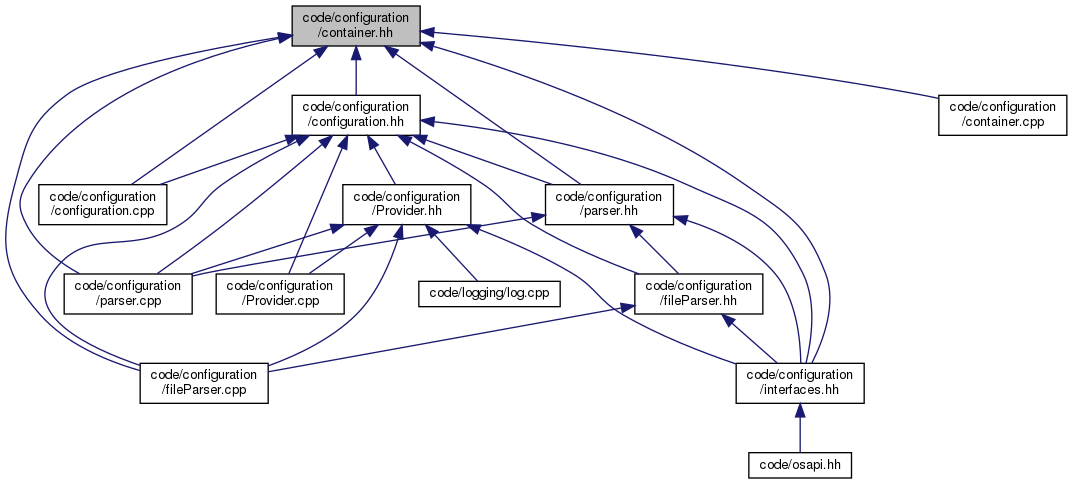 code/configuration
/container.hh
code/configuration
/configuration.hh
code/configuration
/container.cpp
code/configuration
/configuration.cpp
code/configuration
/Provider.hh
code/configuration
/parser.hh
code/configuration
/parser.cpp
code/configuration
/Provider.cpp
code/logging/log.cpp
code/configuration
/fileParser.hh
code/configuration
/fileParser.cpp
code/configuration
/interfaces.hh
code/osapi.hh